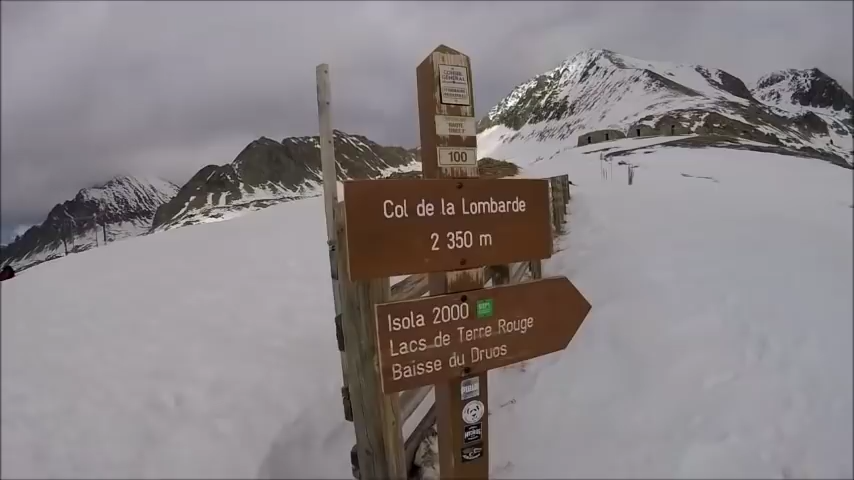 100
Col de la Lombarde
2 350 m
Isola 2000
Lacs de Terre Rouge
Baisse du Druos